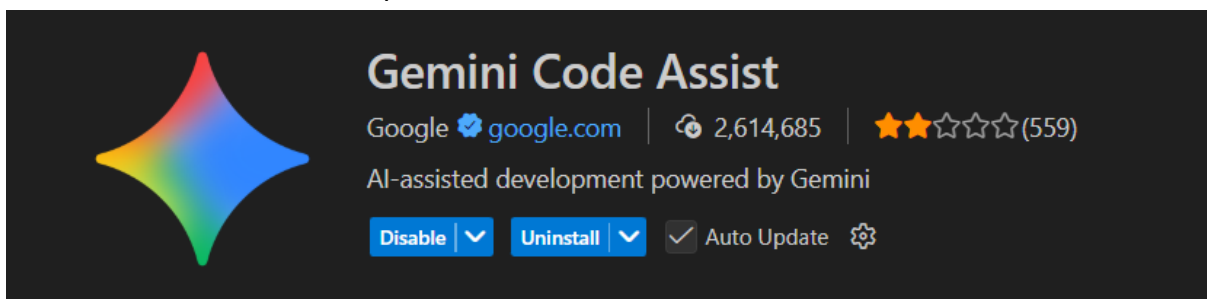 Gemini Code Assist
Google google.com 2,614,685 (559)
AI-assisted development powered by Gemini
Disable Uninstall Auto Update